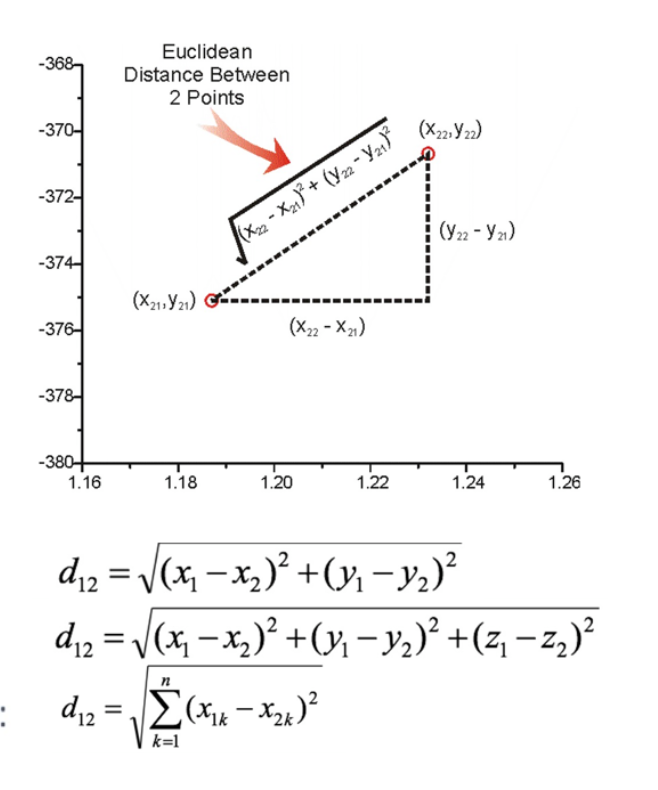 Euclidean
Distance Between
2 Points
-368
-370
-372
-374
-376
-378
-380
1.16 1.18 1.20 1.22 1.24 1.26
(x₂₂,y₂₂)
√(x₂₂ - x₂₁)² + (y₂₂ - y₂₁)²
(y₂₂ - y₂₁)
(x₂₁,y₂₁)
(x₂₂ - x₂₁)
d₁₂ = √(x₁ − x₂)² + (y₁ − y₂)²
d₁₂ = √(x₁ − x₂)² + (y₁ − y₂)² + (z₁ − z₂)²
: d₁₂ = √∑ₖ₌₁ⁿ (x₁ₖ − x₂ₖ)²